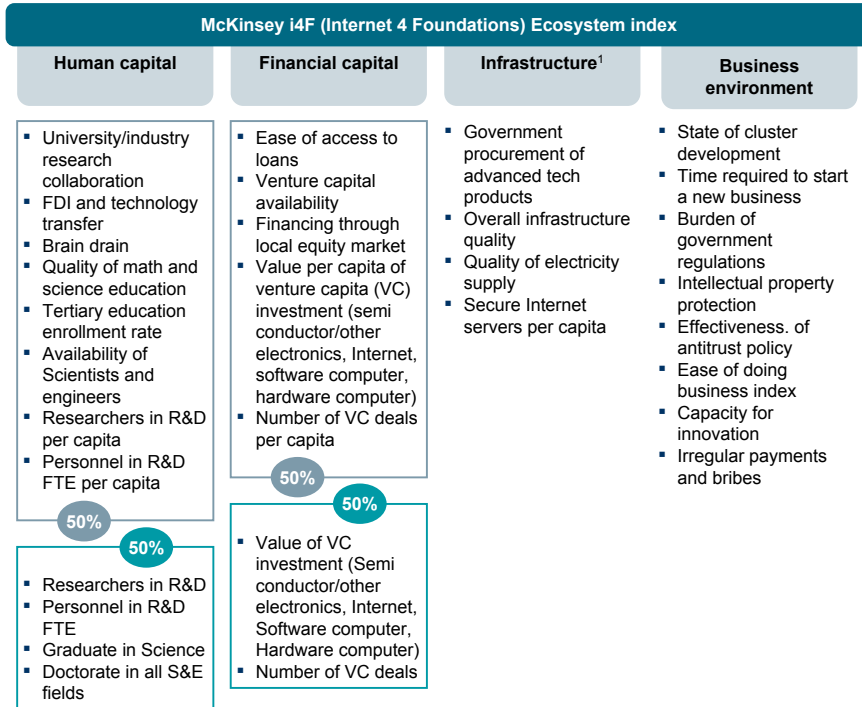 McKinsey i4F (Internet 4 Foundations) Ecosystem index
Human capital
▪ University/industry
research
collaboration
▪ FDI and technology
transfer
▪ Brain drain
▪ Quality of math and
science education
▪ Tertiary education
enrollment rate
▪ Availability of
Scientists and
engineers
▪ Researchers in R&D
per capita
▪ Personnel in R&D
FTE per capita
50%
50%
▪ Researchers in R&D
▪ Personnel in R&D
FTE
▪ Graduate in Science
▪ Doctorate in all S&E
fields
Financial capital
▪ Ease of access to
loans
▪ Venture capital
availability
▪ Financing through
local equity market
▪ Value per capita of
venture capita (VC)
investment (semi
conductor/other
electronics, Internet,
software computer,
hardware computer)
▪ Number of VC deals
per capita
50%
50%
▪ Value of VC
investment (Semi
conductor/other
electronics, Internet,
Software computer,
Hardware computer)
▪ Number of VC deals
Infrastructure¹
▪ Government
procurement of
advanced tech
products
▪ Overall infrastructure
quality
▪ Quality of electricity
supply
▪ Secure Internet
servers per capita
Business
environment
▪ State of cluster
development
▪ Time required to start
a new business
▪ Burden of
government
regulations
▪ Intellectual property
protection
▪ Effectiveness. of
antitrust policy
▪ Ease of doing
business index
▪ Capacity for
innovation
▪ Irregular payments
and bribes